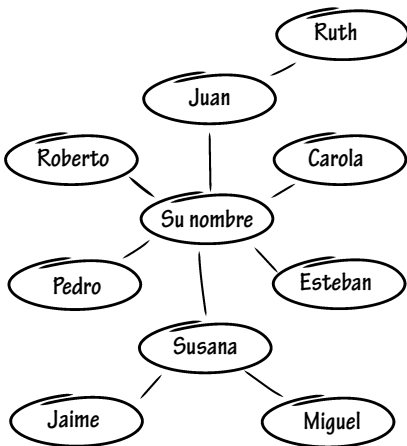 Ruth
Juan
Roberto
Carola
Su nombre
Pedro
Esteban
Susana
Jaime
Miguel